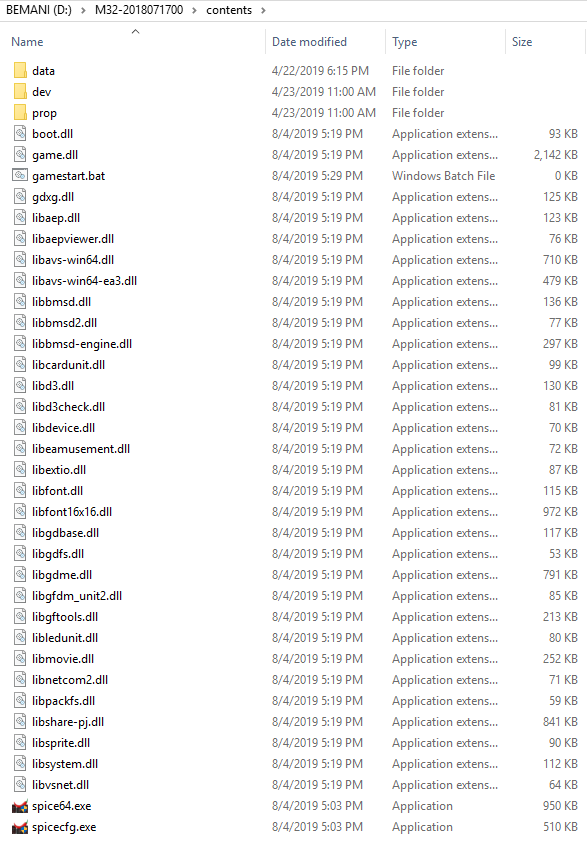 BEMANI (D:) > M32-2018071700 > contents >
Name Date modified Type Size
data 4/22/2019 6:15 PM File folder
dev 4/23/2019 11:00 AM File folder
prop 4/23/2019 11:00 AM File folder
boot.dll 8/4/2019 5:19 PM Application extens... 93 KB
game.dll 8/4/2019 5:19 PM Application extens... 2,142 KB
gamestart.bat 8/4/2019 5:29 PM Windows Batch File 0 KB
gdxg.dll 8/4/2019 5:19 PM Application extens... 125 KB
libaep.dll 8/4/2019 5:19 PM Application extens... 123 KB
libaepviewer.dll 8/4/2019 5:19 PM Application extens... 76 KB
libavs-win64.dll 8/4/2019 5:19 PM Application extens... 710 KB
libavs-win64-ea3.dll 8/4/2019 5:19 PM Application extens... 479 KB
libbmsd.dll 8/4/2019 5:19 PM Application extens... 136 KB
libbmsd2.dll 8/4/2019 5:19 PM Application extens... 77 KB
libbmsd-engine.dll 8/4/2019 5:19 PM Application extens... 297 KB
libcardunit.dll 8/4/2019 5:19 PM Application extens... 99 KB
libd3.dll 8/4/2019 5:19 PM Application extens... 130 KB
libd3check.dll 8/4/2019 5:19 PM Application extens... 81 KB
libdevice.dll 8/4/2019 5:19 PM Application extens... 70 KB
libeamusement.dll 8/4/2019 5:19 PM Application extens... 72 KB
libextio.dll 8/4/2019 5:19 PM Application extens... 87 KB
libfont.dll 8/4/2019 5:19 PM Application extens... 115 KB
libfont16x16.dll 8/4/2019 5:19 PM Application extens... 972 KB
libgdbase.dll 8/4/2019 5:19 PM Application extens... 117 KB
libgdfs.dll 8/4/2019 5:19 PM Application extens... 53 KB
libgdme.dll 8/4/2019 5:19 PM Application extens... 791 KB
libgfdm_unit2.dll 8/4/2019 5:19 PM Application extens... 85 KB
libgftools.dll 8/4/2019 5:19 PM Application extens... 213 KB
libledunit.dll 8/4/2019 5:19 PM Application extens... 80 KB
libmovie.dll 8/4/2019 5:19 PM Application extens... 252 KB
libnetcom2.dll 8/4/2019 5:19 PM Application extens... 71 KB
libpackfs.dll 8/4/2019 5:19 PM Application extens... 59 KB
libshare-pj.dll 8/4/2019 5:19 PM Application extens... 841 KB
libsprite.dll 8/4/2019 5:19 PM Application extens... 90 KB
libsystem.dll 8/4/2019 5:19 PM Application extens... 112 KB
libvsnet.dll 8/4/2019 5:19 PM Application extens... 64 KB
spice64.exe 8/4/2019 5:03 PM Application 950 KB
spicecfg.exe 8/4/2019 5:03 PM Application 510 KB